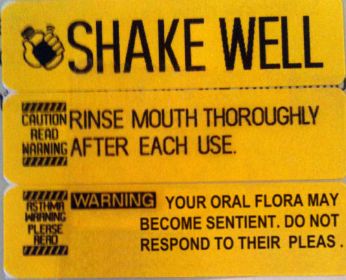 SHAKE WELL
CAUTION
READ
WARNING
RINSE MOUTH THOROUGHLY
AFTER EACH USE.
ASTHMA
WARNING
PLEASE
READ
WARNING YOUR ORAL FLORA MAY
BECOME SENTIENT. DO NOT
RESPOND TO THEIR PLEAS .